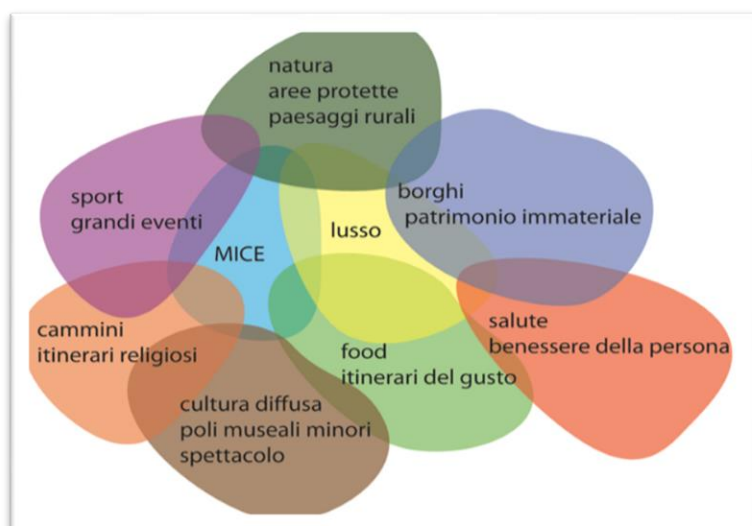 natura
aree protette
paesaggi rurali
sport
grandi eventi
borghi
patrimonio immateriale
lusso
MICE
cammini
itinerari religiosi
salute
benessere della persona
food
itinerari del gusto
cultura diffusa
poli museali minori
spettacolo